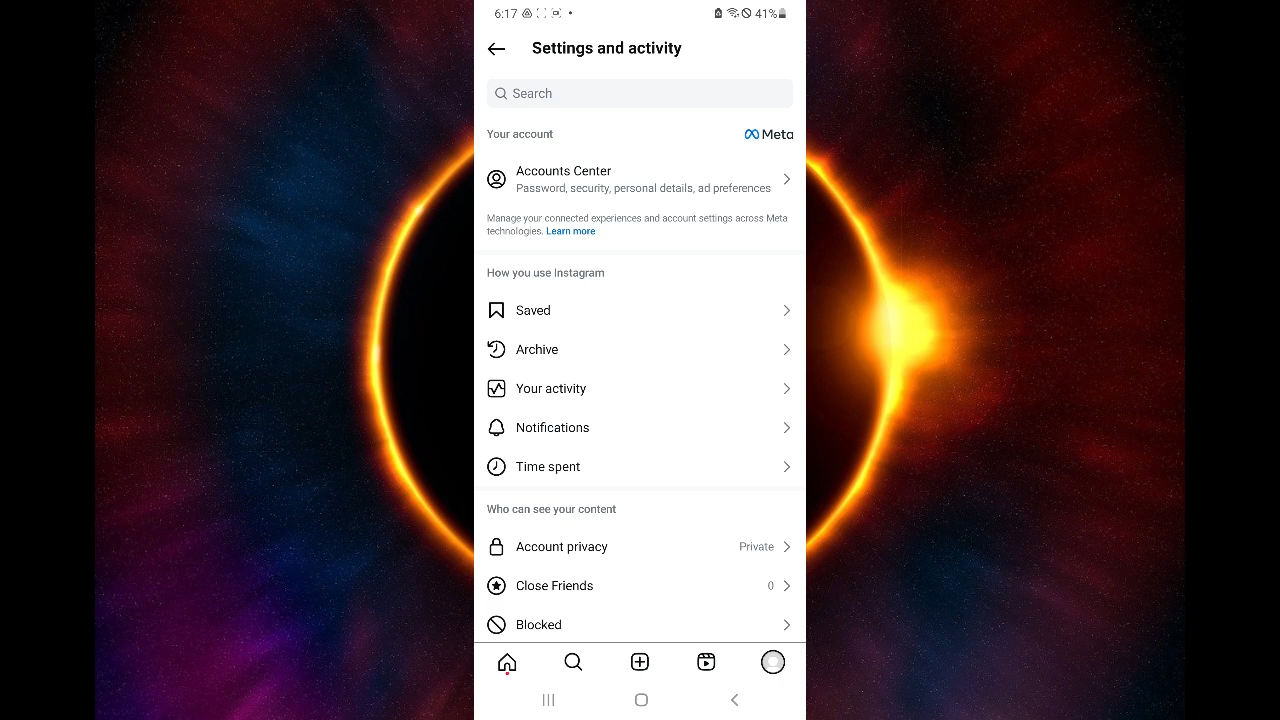 6:17 41%
Settings and activity
Search
Your account Meta
Accounts Center
Password, security, personal details, ad preferences
Manage your connected experiences and account settings across Meta
technologies. Learn more
How you use Instagram
Saved
Archive
Your activity
Notifications
Time spent
Who can see your content
Account privacy Private
Close Friends 0
Blocked